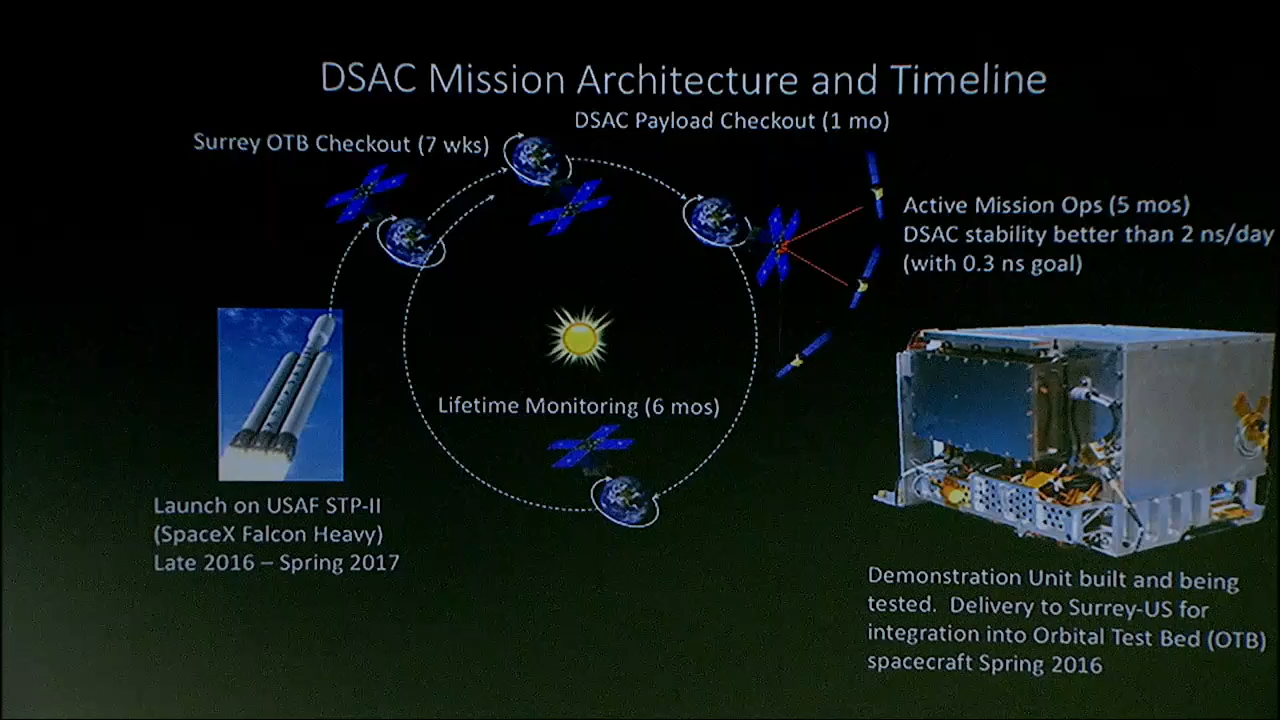 DSAC Mission Architecture and Timeline
DSAC Payload Checkout (1 mo)
Surrey OTB Checkout (7 wks)
Active Mission Ops (5 mos)
DSAC stability better than 2 ns/day
(with 0.3 ns goal)
Lifetime Monitoring (6 mos)
Launch on USAF STP-II
(SpaceX Falcon Heavy)
Late 2016 – Spring 2017
Demonstration Unit built and being
tested. Delivery to Surrey-US for
integration into Orbital Test Bed (OTB)
spacecraft Spring 2016